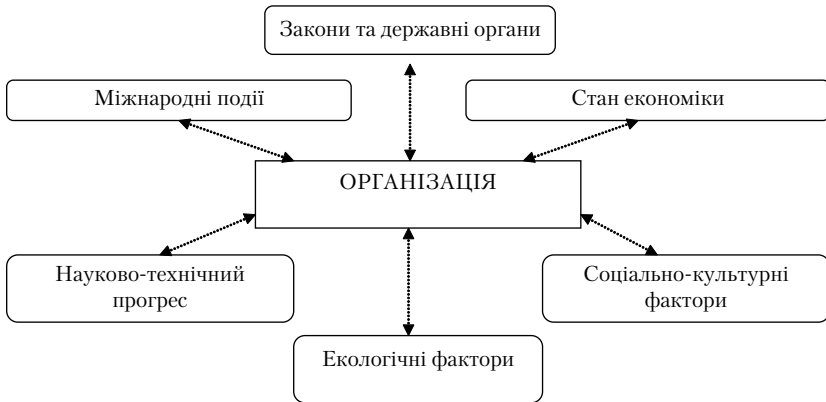 Закони та державні органи
Міжнародні події
Стан економіки
ОРГАНІЗАЦІЯ
Науково-технічний
прогрес
Соціально-культурні
фактори
Екологічні фактори